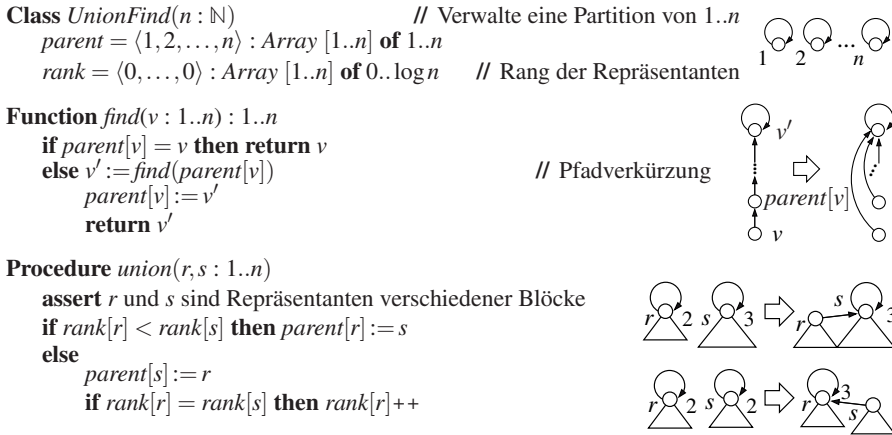 Class UnionFind(n : ℕ) // Verwalte eine Partition von 1..n
parent = ⟨1,2,...,n⟩ : Array [1..n] of 1..n
rank = ⟨0,...,0⟩ : Array [1..n] of 0..log n // Rang der Repräsentanten
1 2 ... n
Function find(v : 1..n) : 1..n
if parent[v] = v then return v
else v′ := find(parent[v]) // Pfadverkürzung
parent[v] := v′
return v′
v′
parent[v]
v
Procedure union(r,s : 1..n)
assert r und s sind Repräsentanten verschiedener Blöcke
if rank[r] < rank[s] then parent[r] := s
else
parent[s] := r
if rank[r] = rank[s] then rank[r]++
r 2 s 3 r s 3
r 2 s 2 r 3 s